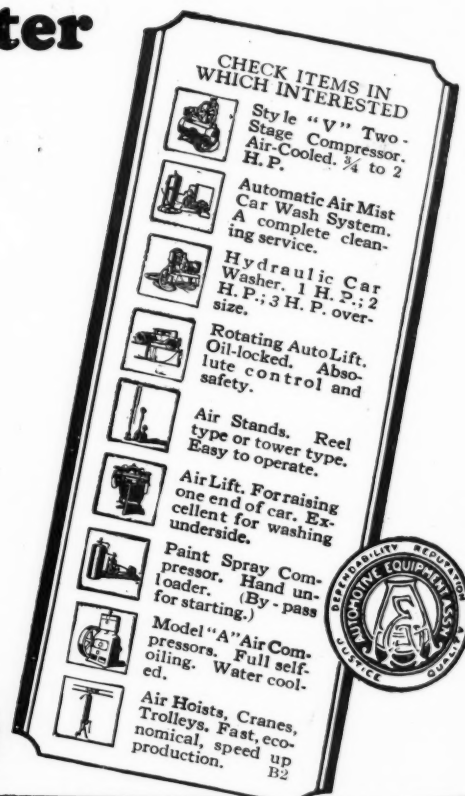 ter
CHECK ITEMS IN
WHICH INTERESTED
Style "V" Two-
Stage Compressor.
Air-Cooled. ¾ to 2
H. P.
Automatic Air Mist
Car Wash System.
A complete clean-
ing service.
Hydraulic Car
Washer. 1 H. P.; 2
H. P.; 3 H. P. over-
size.
Rotating Auto Lift.
Oil-locked. Abso-
lute control and
safety.
Air Stands. Reel
type or tower type.
Easy to operate.
Air Lift. For raising
one end of car. Ex-
cellent for washing
underside.
Paint Spray Com-
pressor. Hand un-
loader. (By-pass
for starting.)
Model "A" Air Com-
pressors. Full self-
oiling. Water cool-
ed.
Air Hoists, Cranes,
Trolleys. Fast, eco-
nomical, speed up
production.
B2
DEPENDABILITY REPUTATION
AUTOMOTIVE EQUIPMENT ASSN
JUSTICE QUALITY